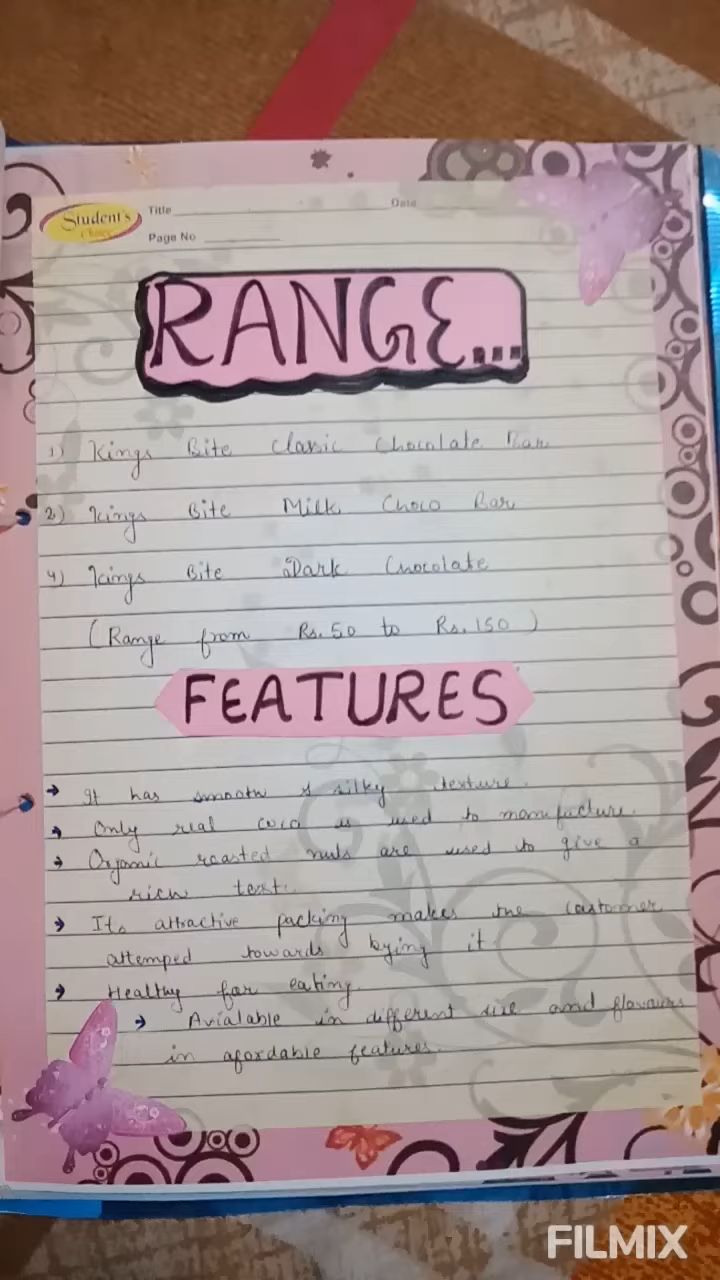 Student's
Choice
Title
Date
Page No
RANGE...
1) Kings Bite Classic Chocolate Bar
2) Kings Bite Milk Choco Bar
4) Kings Bite Dark Chocolate
(Range from Rs. 50 to Rs. 150)
FEATURES
→ It has smooth & silky texture.
→ Only real coco is used to manufacture.
→ Organic roasted nuts are used to give a
rich test.
→ Its attractive packing makes the customer
attemped towards bying it
→ Healthy for eating.
→ Avialable in different size and flavours
in afordable features.
FILMIX